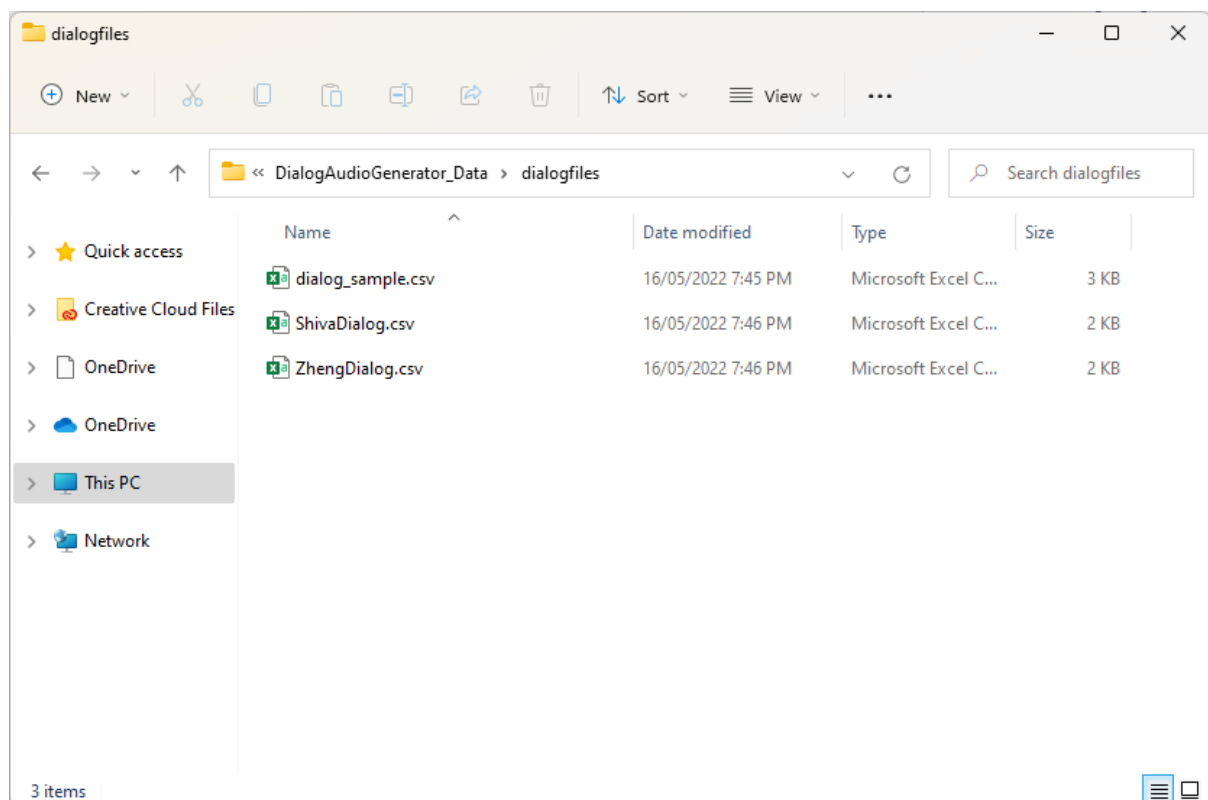 dialogfiles
New Sort View
« DialogAudioGenerator_Data > dialogfiles Search dialogfiles
Quick access
Creative Cloud Files
OneDrive
OneDrive
This PC
Network
Name Date modified Type Size
dialog_sample.csv 16/05/2022 7:45 PM Microsoft Excel C... 3 KB
ShivaDialog.csv 16/05/2022 7:46 PM Microsoft Excel C... 2 KB
ZhengDialog.csv 16/05/2022 7:46 PM Microsoft Excel C... 2 KB
3 items